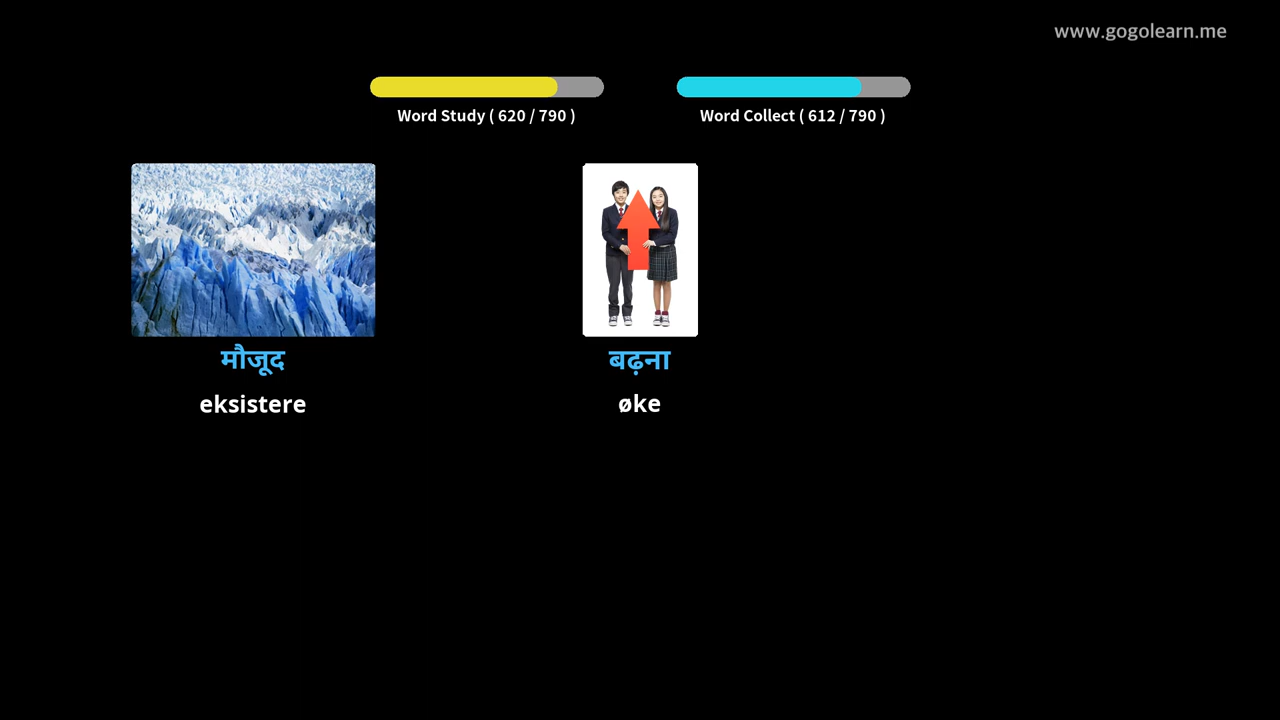 www.gogolearn.me
Word Study ( 620 / 790 )
Word Collect ( 612 / 790 )
मौजूद
बढ़ना
eksistere
øke